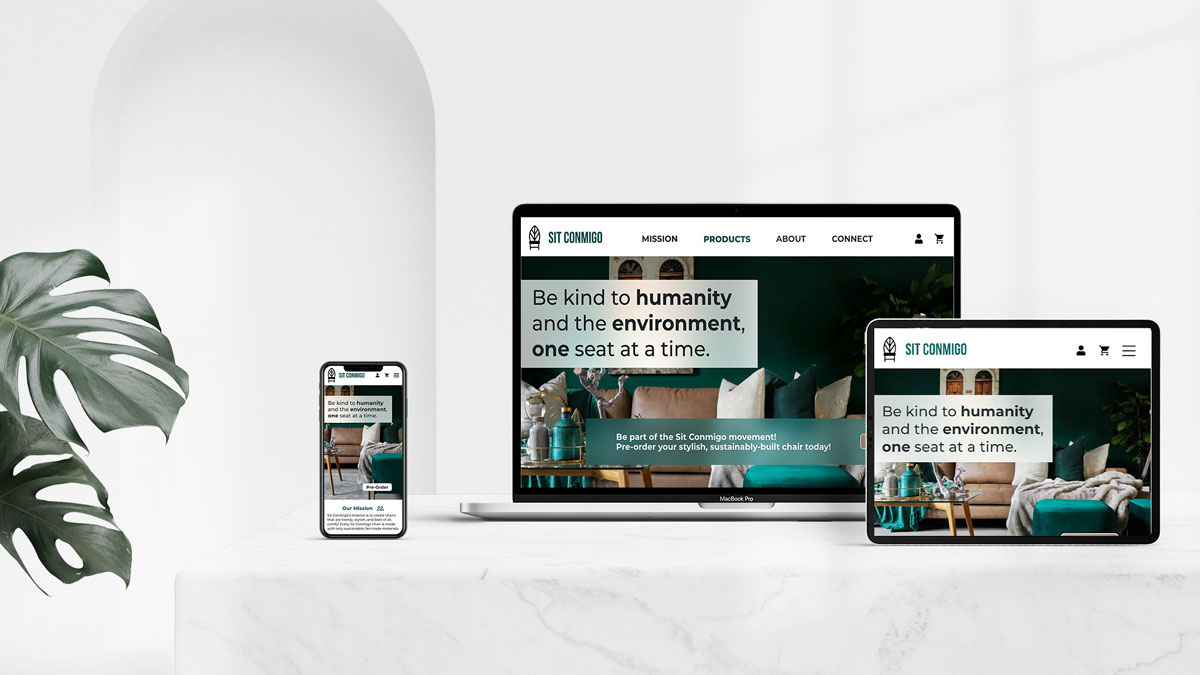 SIT CONMIGO
Be kind to humanity
and the environment,
one seat at a time.
Pre-Order
Our Mission
Sit Conmigo's mission is to create chairs
that are trendy, stylish, and best of all,
comfy! Every Sit Conmigo chair is made
with only sustainable, fair-trade materials
SIT CONMIGO MISSION PRODUCTS ABOUT CONNECT
Be kind to humanity
and the environment,
one seat at a time.
Be part of the Sit Conmigo movement!
Pre-order your stylish, sustainably-built chair today!
MacBook Pro
SIT CONMIGO
Be kind to humanity
and the environment,
one seat at a time.